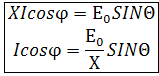 XIcosφ = E₀SINΘ
Icosφ = E₀/X SINΘ